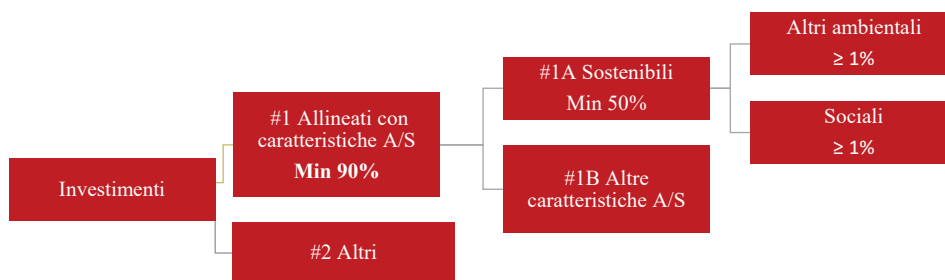 Investimenti
#1 Allineati con
caratteristiche A/S
Min 90%
#2 Altri
#1A Sostenibili
Min 50%
#1B Altre
caratteristiche A/S
Altri ambientali
≥ 1%
Sociali
≥ 1%